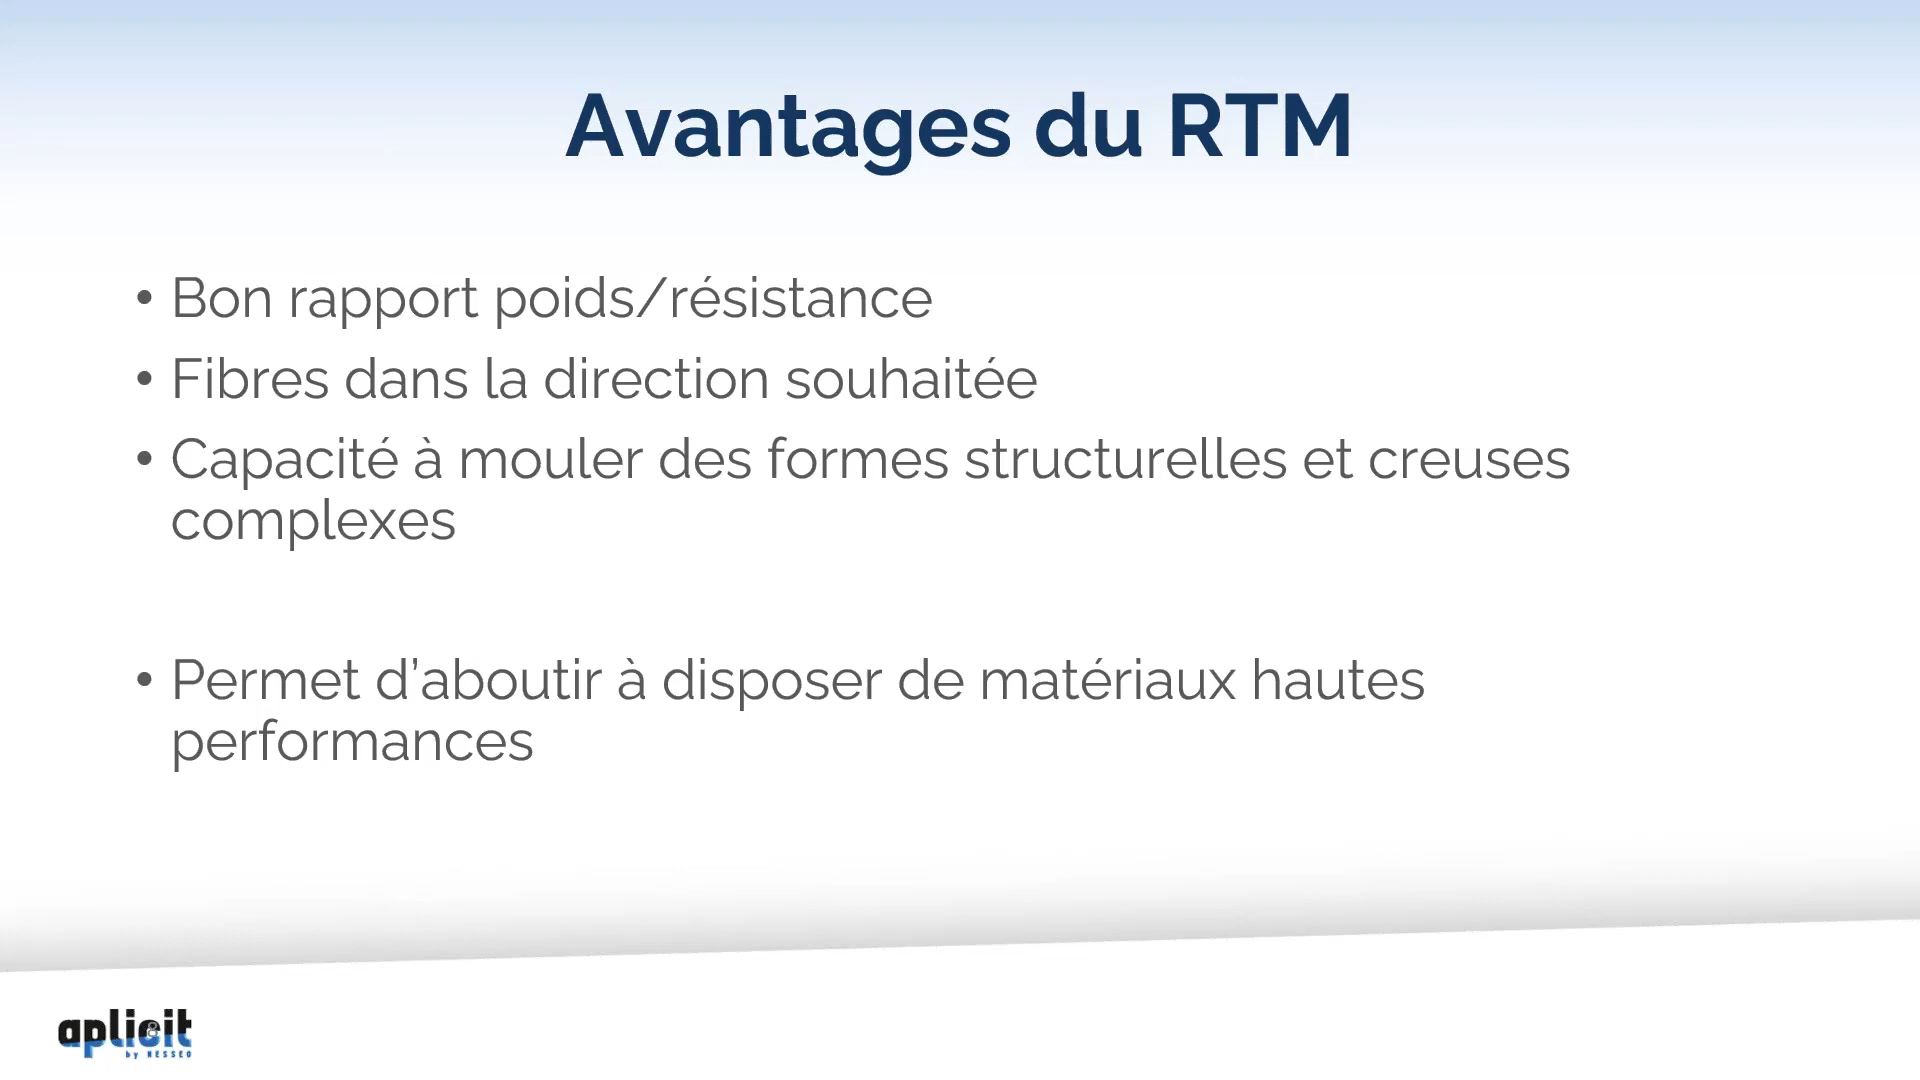 Avantages du RTM
• Bon rapport poids/résistance
• Fibres dans la direction souhaitée
• Capacité à mouler des formes structurelles et creuses
complexes
• Permet d’aboutir à disposer de matériaux hautes
performances
aplicit
by NESSEO